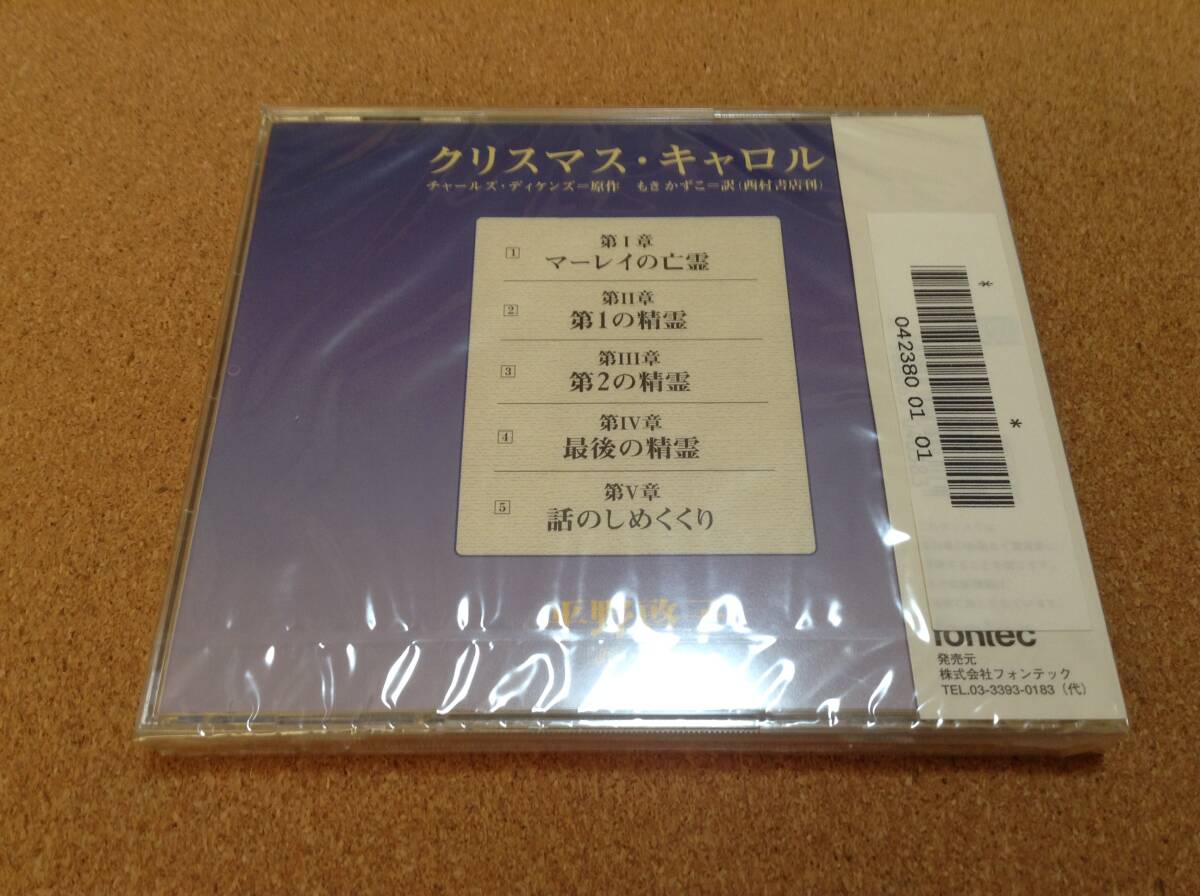 クリスマス・キャロル
チャールズ・ディケンズ＝原作　もき かずこ＝訳（西村書店刊）
1
第I章
マーレイの亡霊
2
第II章
第1の精霊
3
第III章
第2の精霊
4
第IV章
最後の精霊
5
第V章
話のしめくくり
* *
042380 01 01
fontec
発売元
株式会社フォンテック
TEL.03-3393-0183（代）